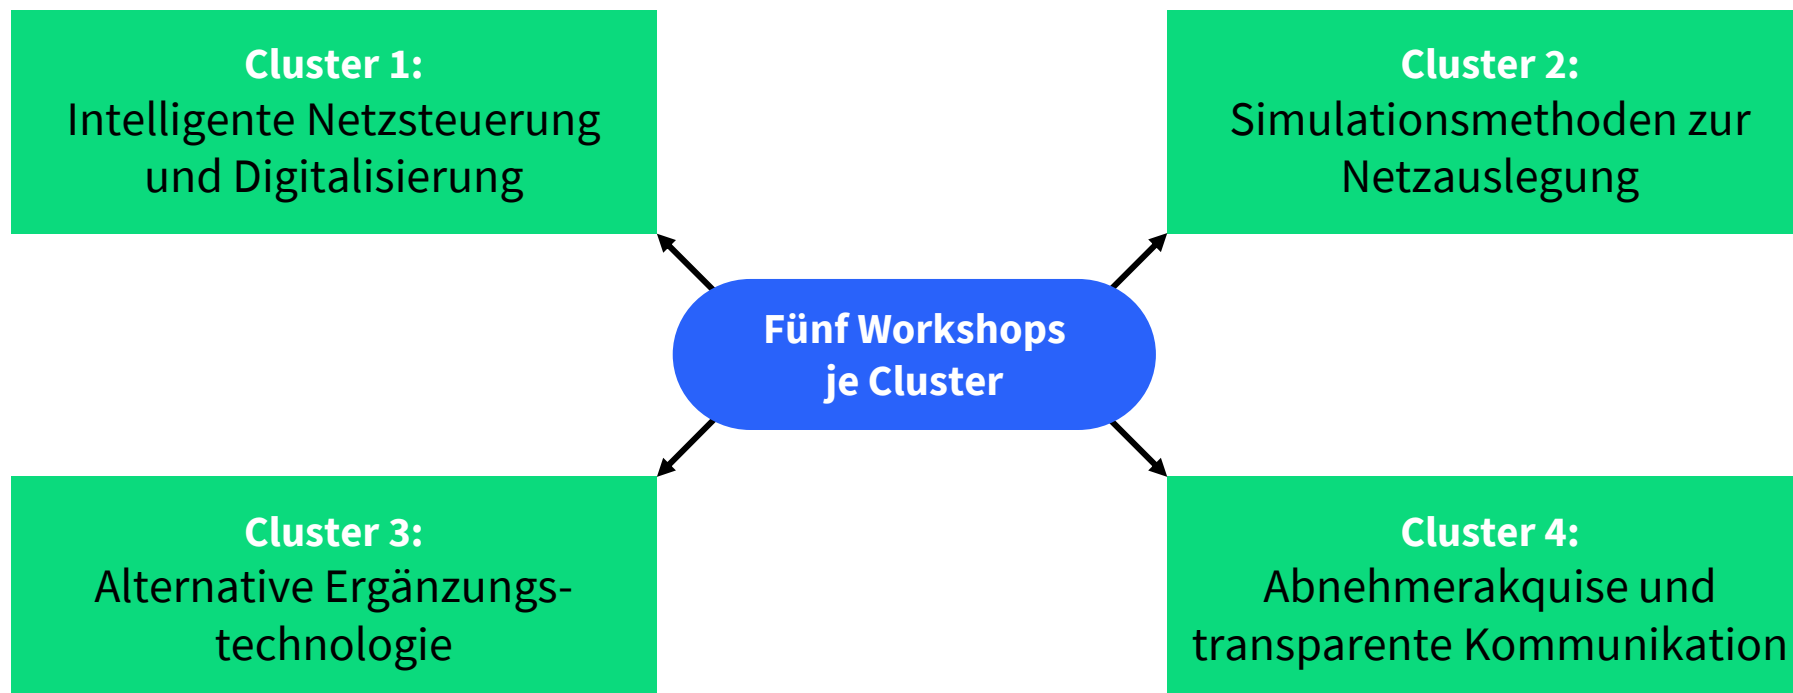 Cluster 1:
Intelligente Netzsteuerung
und Digitalisierung
Cluster 2:
Simulationsmethoden zur
Netzauslegung
Fünf Workshops
je Cluster
Cluster 3:
Alternative Ergänzungs-
technologie
Cluster 4:
Abnehmerakquise und
transparente Kommunikation